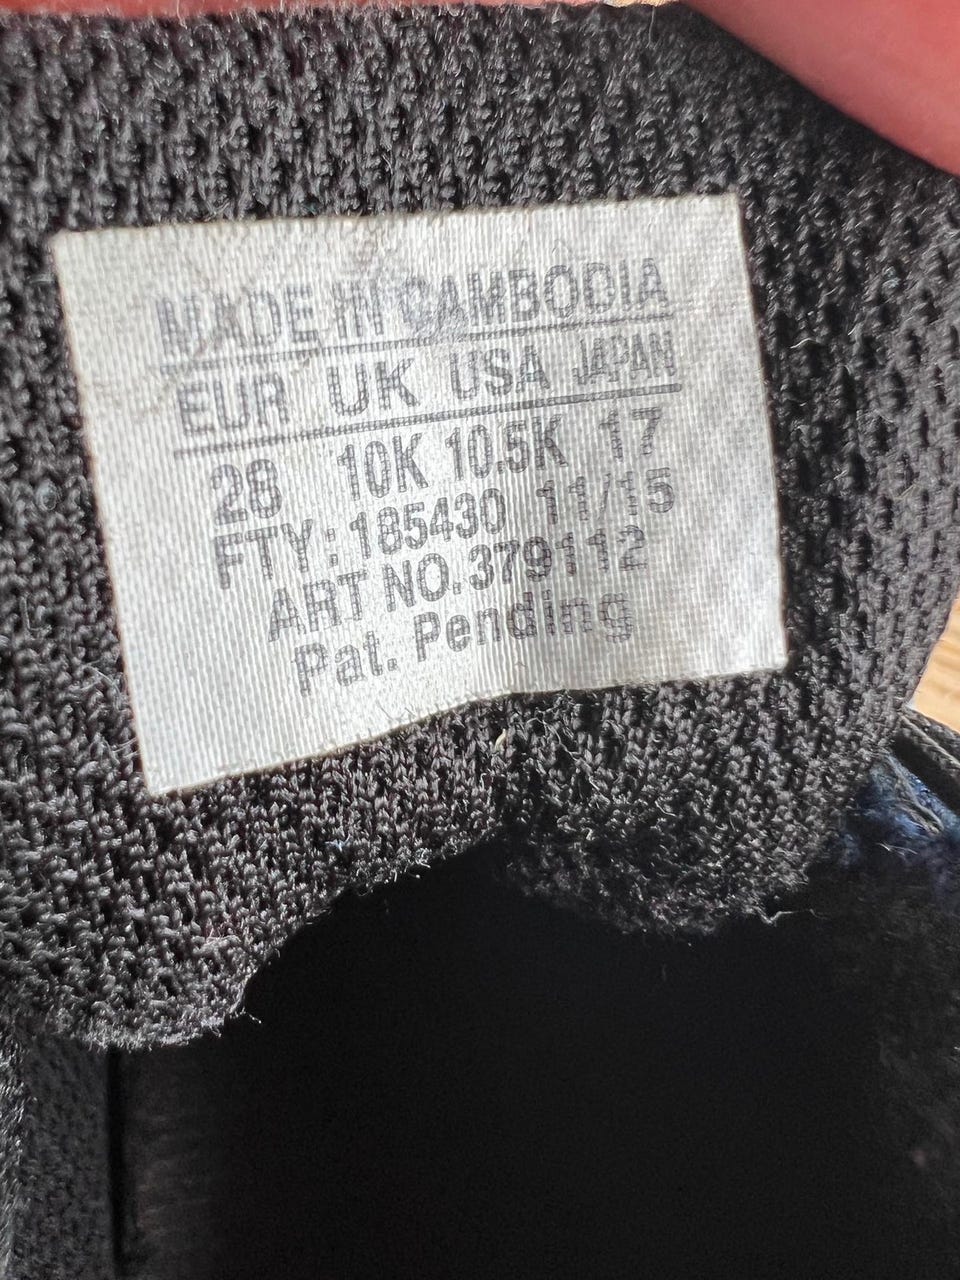 MADE IN CAMBODIA
EUR UK USA JAPAN
28 10K 10.5K 17
FTY: 185430 11/15
ART NO. 379112
Pat. Pending